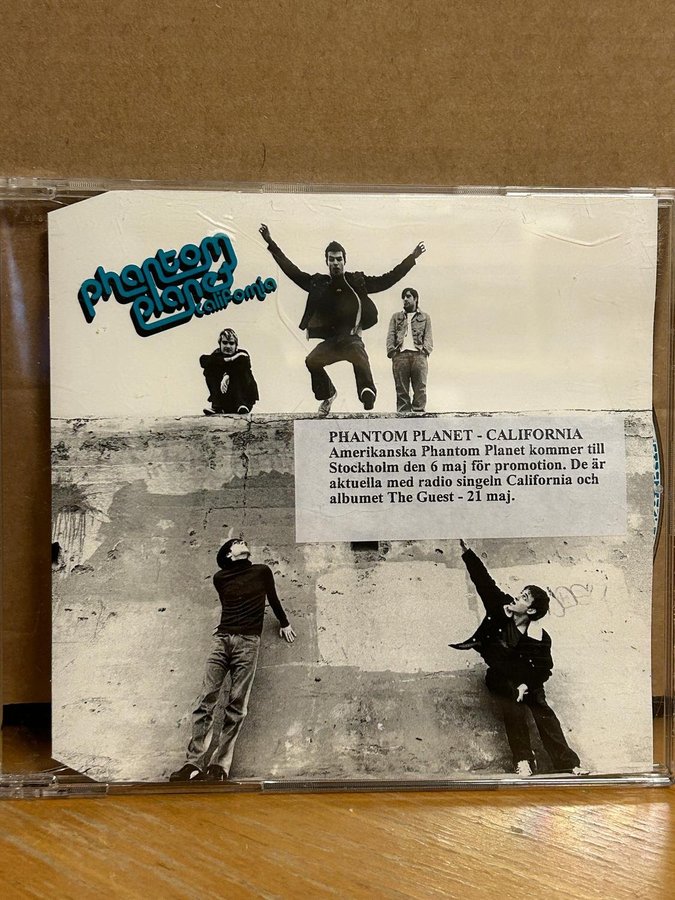 phantom
planet
california
PHANTOM PLANET - CALIFORNIA
Amerikanska Phantom Planet kommer till
Stockholm den 6 maj för promotion. De är
aktuella med radio singeln California och
albumet The Guest - 21 maj.